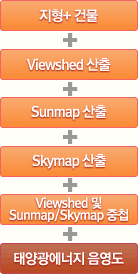 지형+ 건물
+
Viewshed 산출
+
Sunmap 산출
+
Skymap 산출
+
Viewshed 및
Sunmap/Skymap 중첩
+
태양광에너지 음영도